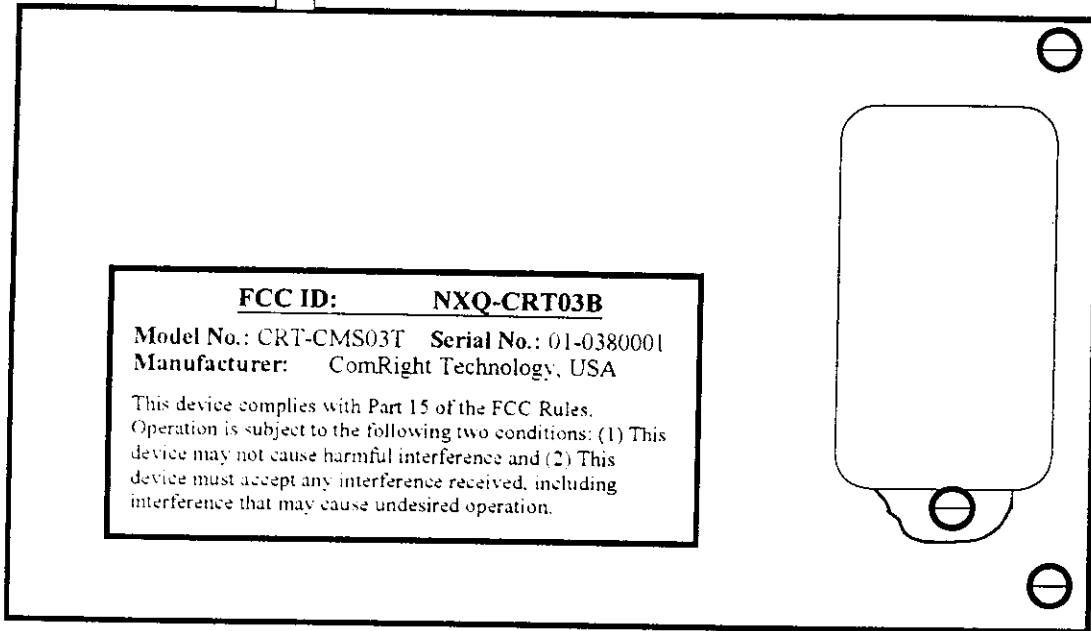 FCC ID: NXQ-CRT03B
Model No.: CRT-CMS03T Serial No.: 01-0380001
Manufacturer: ComRight Technology, USA
This device complies with Part 15 of the FCC Rules.
Operation is subject to the following two conditions: (1) This
device may not cause harmful interference and (2) This
device must accept any interference received, including
interference that may cause undesired operation.